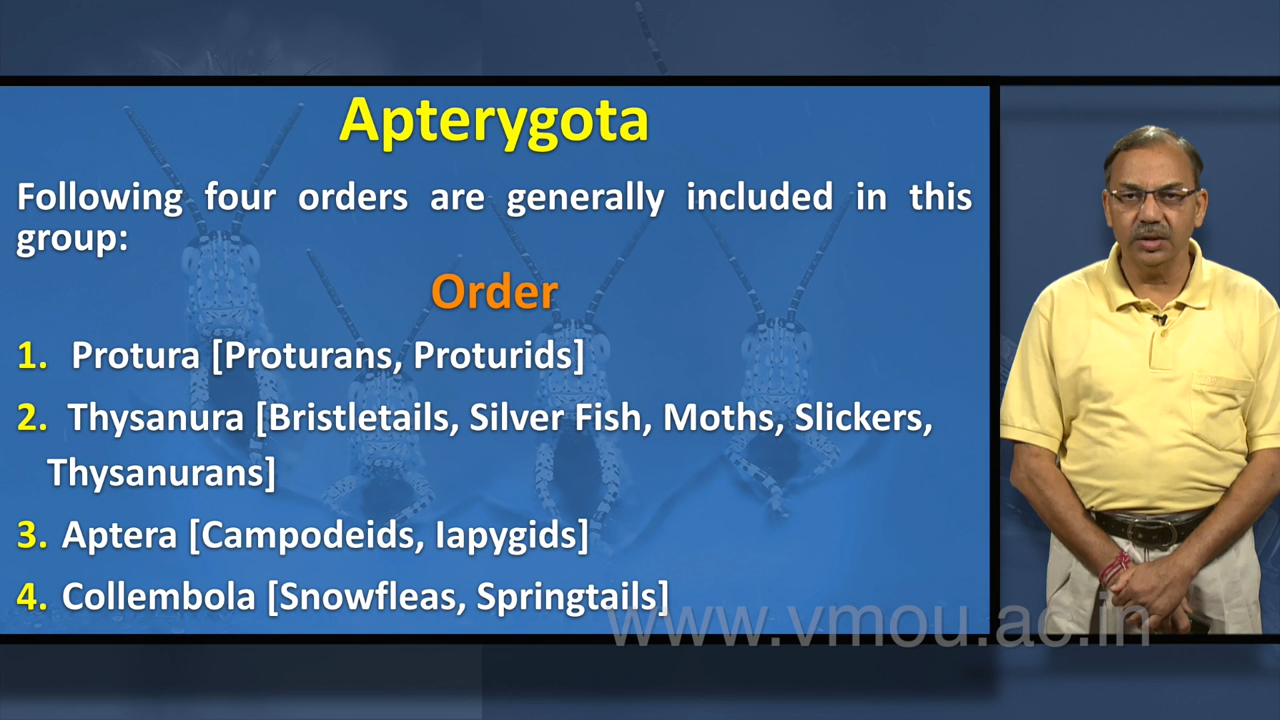 Apterygota
Following four orders are generally included in this
group:
Order
1. Protura [Proturans, Proturids]
2. Thysanura [Bristletails, Silver Fish, Moths, Slickers,
Thysanurans]
3. Aptera [Campodeids, Iapygids]
4. Collembola [Snowfleas, Springtails]
www.vmou.ac.in